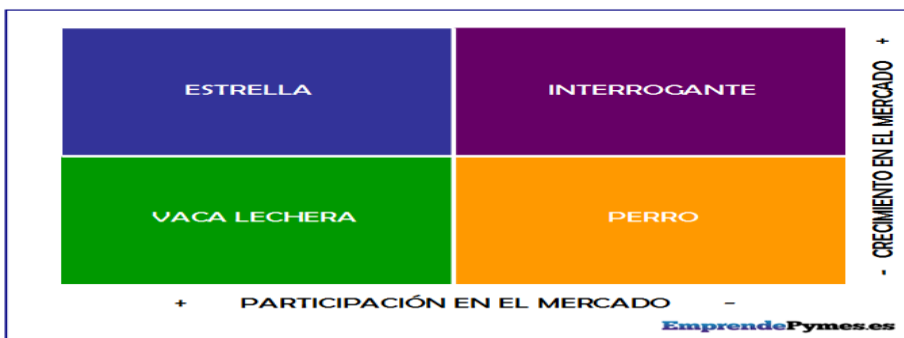 ESTRELLA
INTERROGANTE
VACA LECHERA
PERRO
- CRECIMIENTO EN EL MERCADO +
+ PARTICIPACIÓN EN EL MERCADO -
EmprendePymes.es